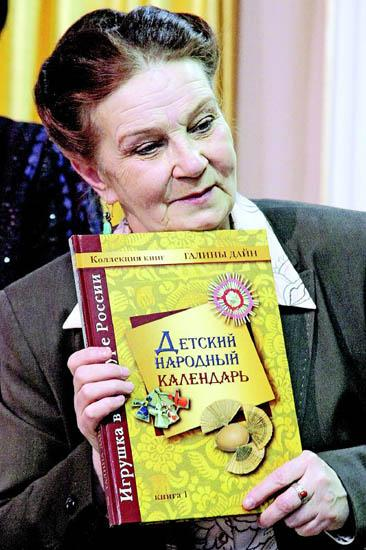 Коллекция книг ГАЛИНЫ ДАЙН
ДЕТСКИЙ
НАРОДНЫЙ
КАЛЕНДАРЬ
книга 1
Игрушка в е России